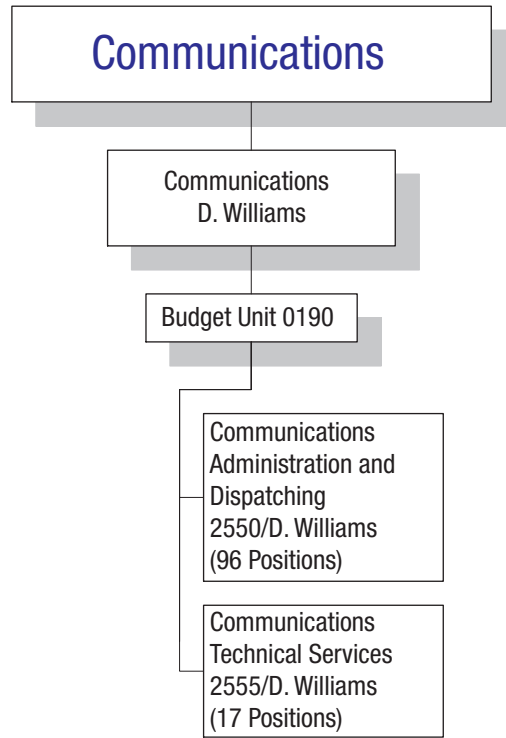 Communications
Communications
D. Williams
Budget Unit 0190
Communications
Administration and
Dispatching
2550/D. Williams
(96 Positions)
Communications
Technical Services
2555/D. Williams
(17 Positions)